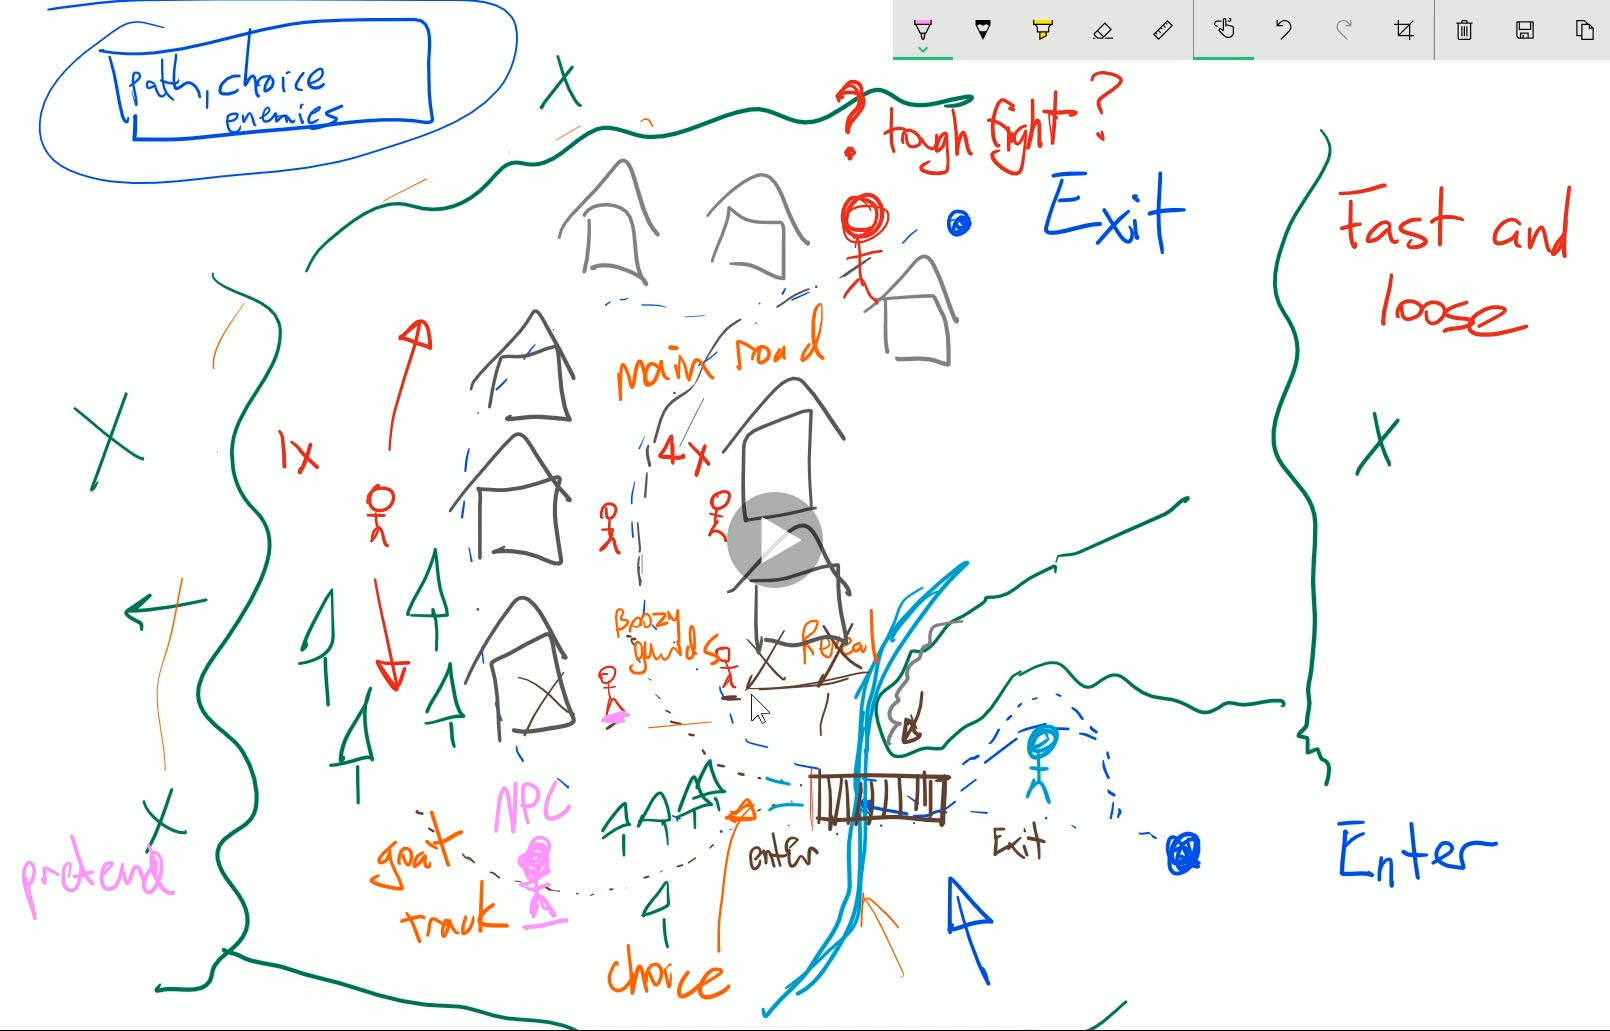 path, choice
enemies
? tough fight?
Exit
Fast and
loose
main road
1x
4x
Boozy
guards
Reveal
NPC
enter
Exit
Enter
goat
track
pretend
choice